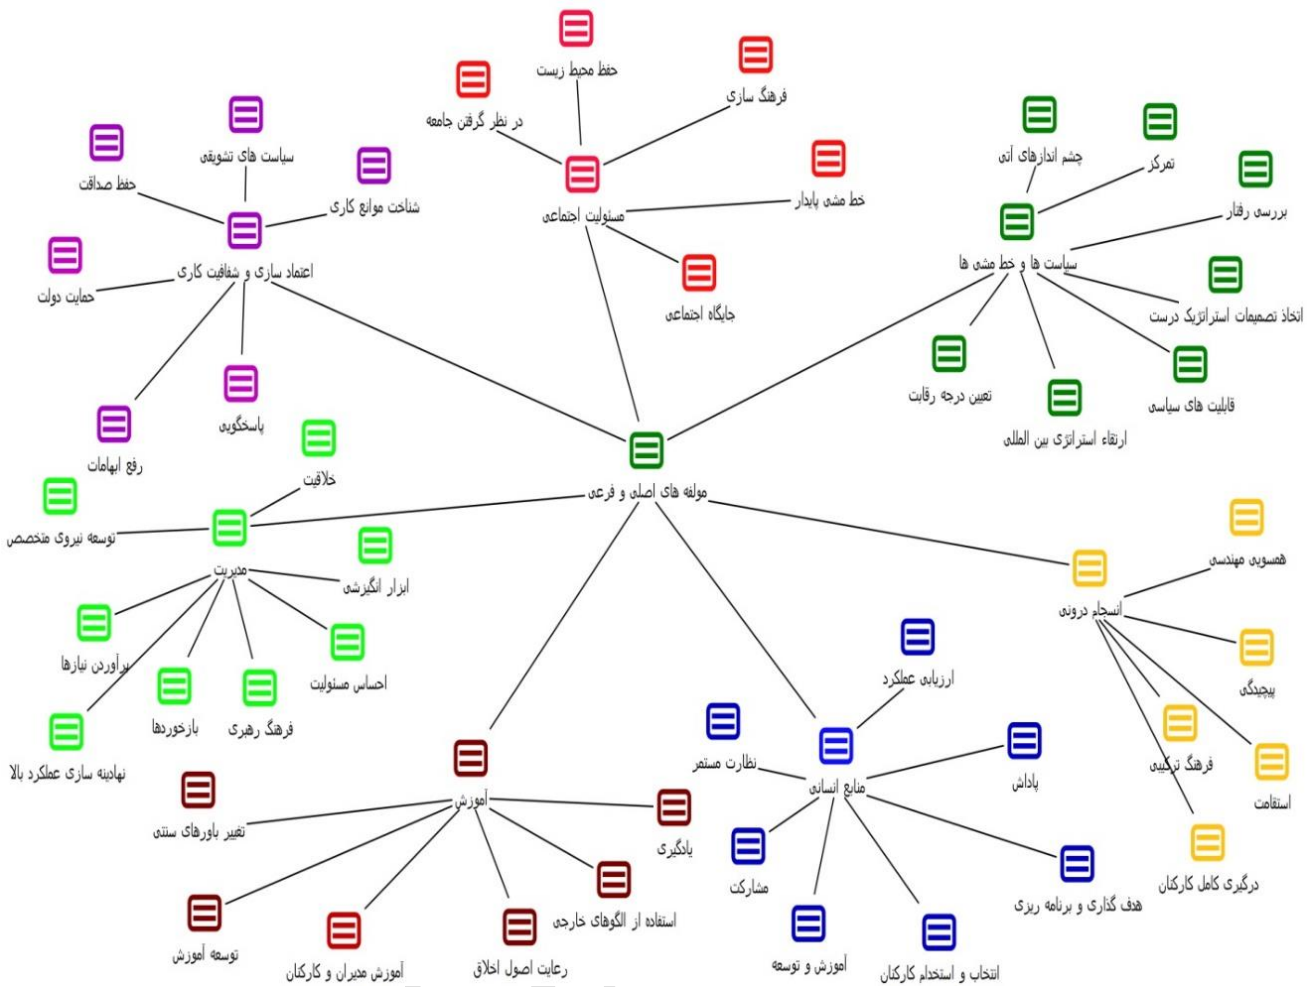 حفظ محیط زیست
فرهنگ سازی
در نظر گرفتن جامعه
خط مشی پایدار
مسئولیت اجتماعی
جایگاه اجتماعی
چشم اندازهای آتی
تمرکز
بررسی رفتار
سیاست ها و خط مشی ها
اتخاذ تصمیمات استراتژیک درست
قابلیت های سیاسی
ارتقاء استراتژی بین المللی
تعیین درجه رقابت
سیاست های تشویقی
حفظ صداقت
شناخت موانع کاری
اعتماد سازی و شفافیت کاری
حمایت دولت
پاسخگویی
رفع ابهامات
مولفه های اصلی و فرعی
خلاقیت
توسعه نیروی متخصص
مدیریت
ابزار انگیزشی
برآوردن نیازها
احساس مسئولیت
بازخوردها
فرهنگ رهبری
نهادینه سازی عملکرد بالا
همسویی مهندسی
انسجام درونی
پیچیدگی
فرهنگ ترکیبی
استقامت
درگیری کامل کارکنان
ارزیابی عملکرد
نظارت مستمر
پاداش
منابع انسانی
مشارکت
هدف گذاری و برنامه ریزی
آموزش و توسعه
انتخاب و استخدام کارکنان
آموزش
تغییر باورهای سنتی
یادگیری
استفاده از الگوهای خارجی
توسعه آموزش
آموزش مدیران و کارکنان
رعایت اصول اخلاق